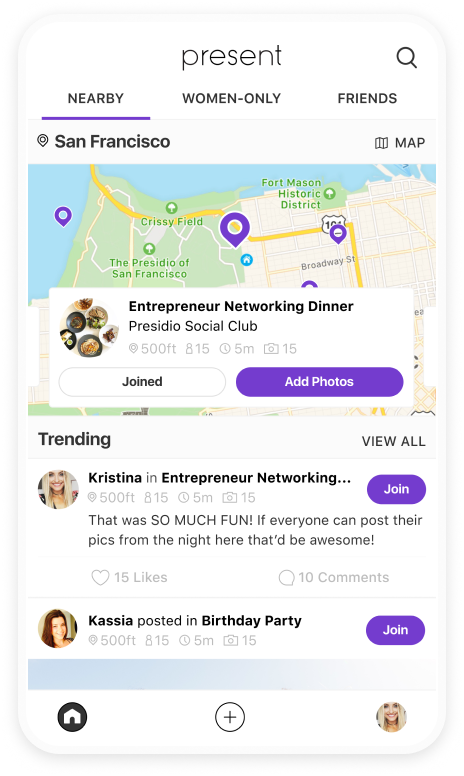 present
NEARBY
WOMEN-ONLY
FRIENDS
San Francisco
MAP
Fort Mason
Historic
District
Crissy Field
101
The Presidio of
San Francisco
Broadway St
Entrepreneur Networking Dinner
Presidio Social Club
500ft 15 5m 15
Joined
Add Photos
Trending
VIEW ALL
Kristina in Entrepreneur Networking...
500ft 15 5m 15
Join
That was SO MUCH FUN! If everyone can post their
pics from the night here that'd be awesome!
15 Likes
10 Comments
Kassia posted in Birthday Party
500ft 15 5m 15
Join